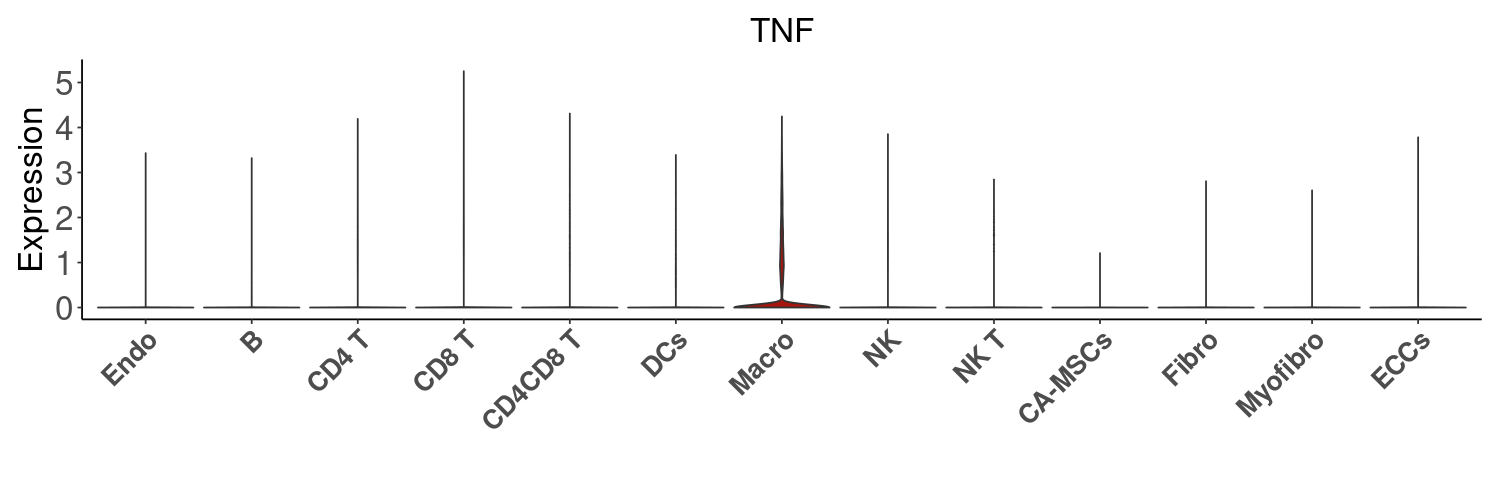 TNF
Expression
5
4
3
2
1
0
Endo
B
CD4 T
CD8 T
CD4CD8 T
DCs
Macro
NK
NK T
CA-MSCs
Fibro
Myofibro
ECCs